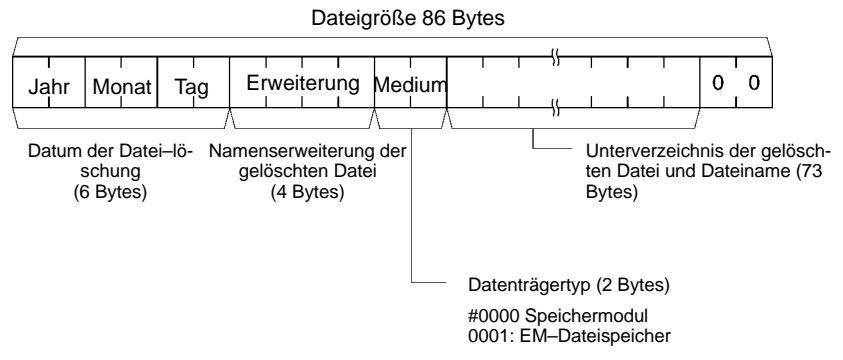 Dateigröße 86 Bytes
Jahr Monat Tag Erweiterung Medium 0 0
Datum der Datei–lö-
schung
(6 Bytes)
Namenserweiterung der
gelöschten Datei
(4 Bytes)
Unterverzeichnis der gelösch-
ten Datei und Dateiname (73
Bytes)
Datenträgertyp (2 Bytes)
#0000 Speichermodul
0001: EM–Dateispeicher